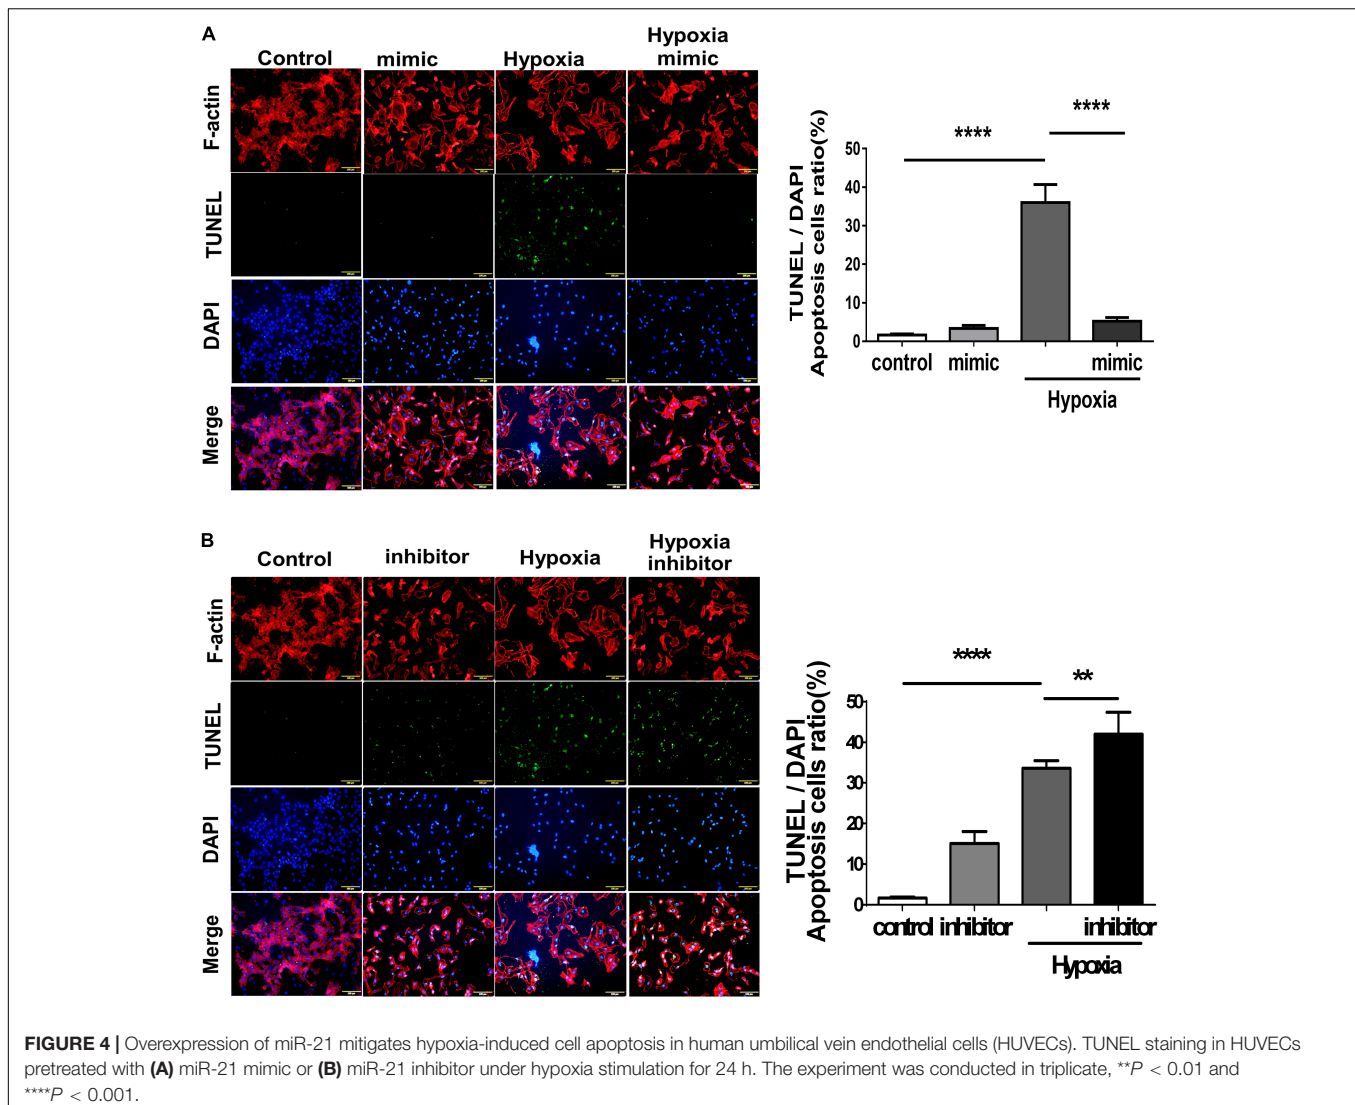 A
Control
mimic
Hypoxia
Hypoxia
mimic
F-actin
TUNEL
DAPI
Merge
TUNEL / DAPI
Apoptosis cells ratio(%)
50
40
30
20
10
0
****
****
control
mimic
mimic
Hypoxia
B
Control
inhibitor
Hypoxia
Hypoxia
inhibitor
F-actin
TUNEL
DAPI
Merge
TUNEL / DAPI
Apoptosis cells ratio(%)
50
40
30
20
10
0
****
**
control
inhibitor
inhibitor
Hypoxia
FIGURE 4 | Overexpression of miR-21 mitigates hypoxia-induced cell apoptosis in human umbilical vein endothelial cells (HUVECs). TUNEL staining in HUVECs
pretreated with (A) miR-21 mimic or (B) miR-21 inhibitor under hypoxia stimulation for 24 h. The experiment was conducted in triplicate, **P < 0.01 and
****P < 0.001.